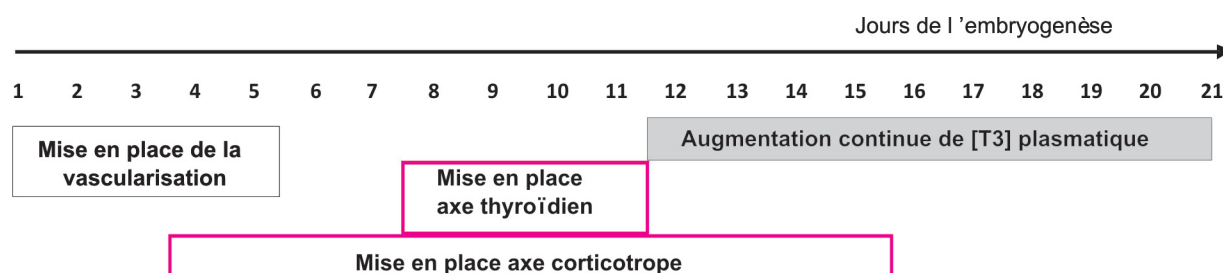 Jours de l 'embryogenèse
1 2 3 4 5 6 7 8 9 10 11 12 13 14 15 16 17 18 19 20 21
Augmentation continue de [T3] plasmatique
Mise en place de la
vascularisation
Mise en place
axe thyroïdien
Mise en place axe corticotrope